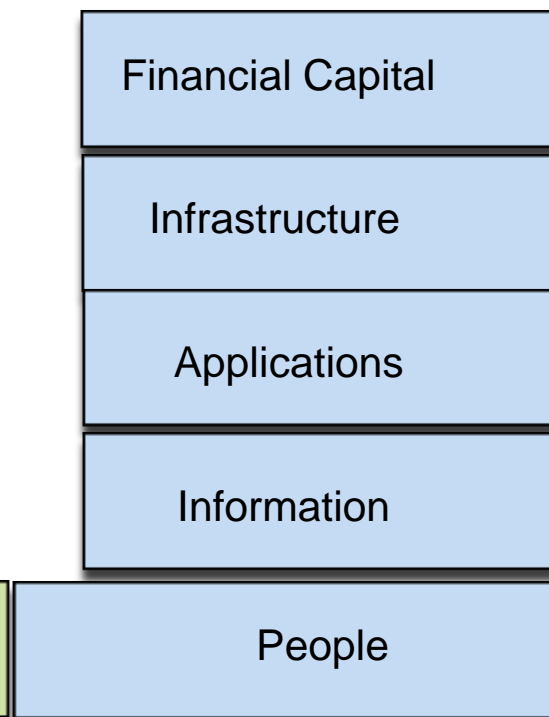 Financial Capital
Infrastructure
Applications
Information
People